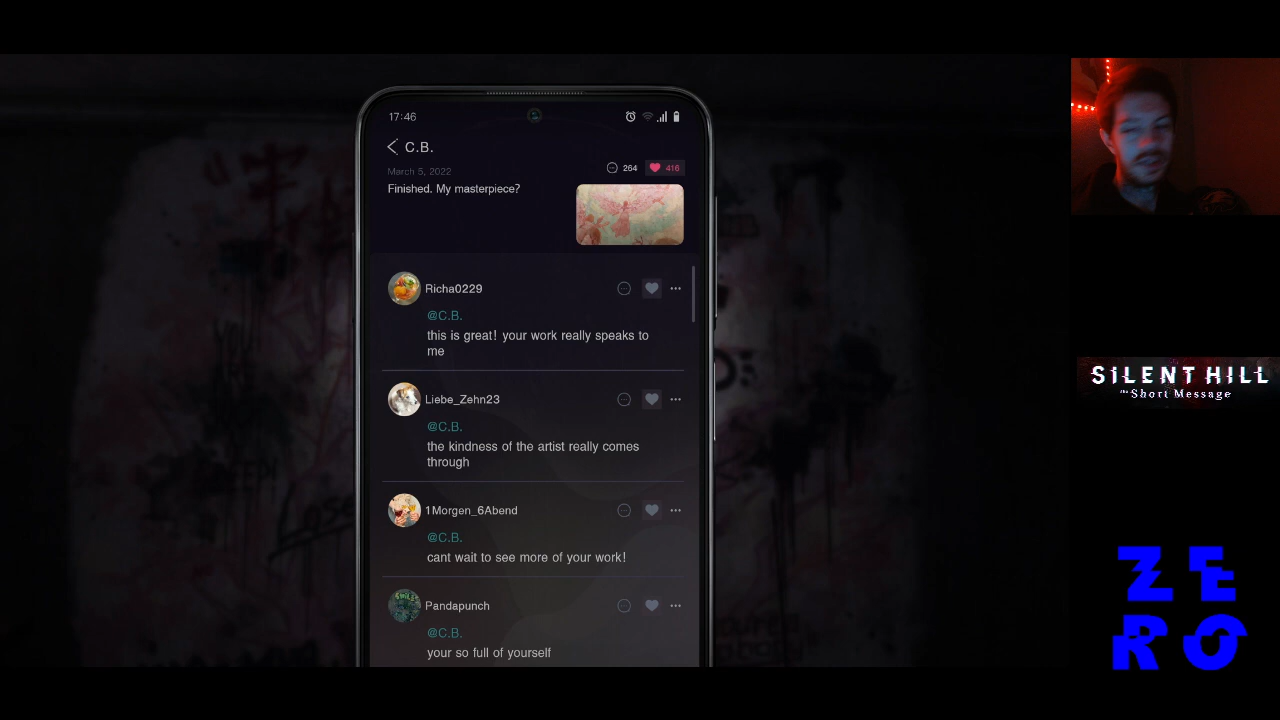 17:46
C.B.
March 5, 2022
264
416
Finished. My masterpiece?
Richa0229
@C.B.
this is great! your work really speaks to
me
Liebe_Zehn23
@C.B.
the kindness of the artist really comes
through
1Morgen_6Abend
@C.B.
cant wait to see more of your work!
Pandapunch
@C.B.
your so full of yourself
SILENT HILL
The Short Message
ZE
RO